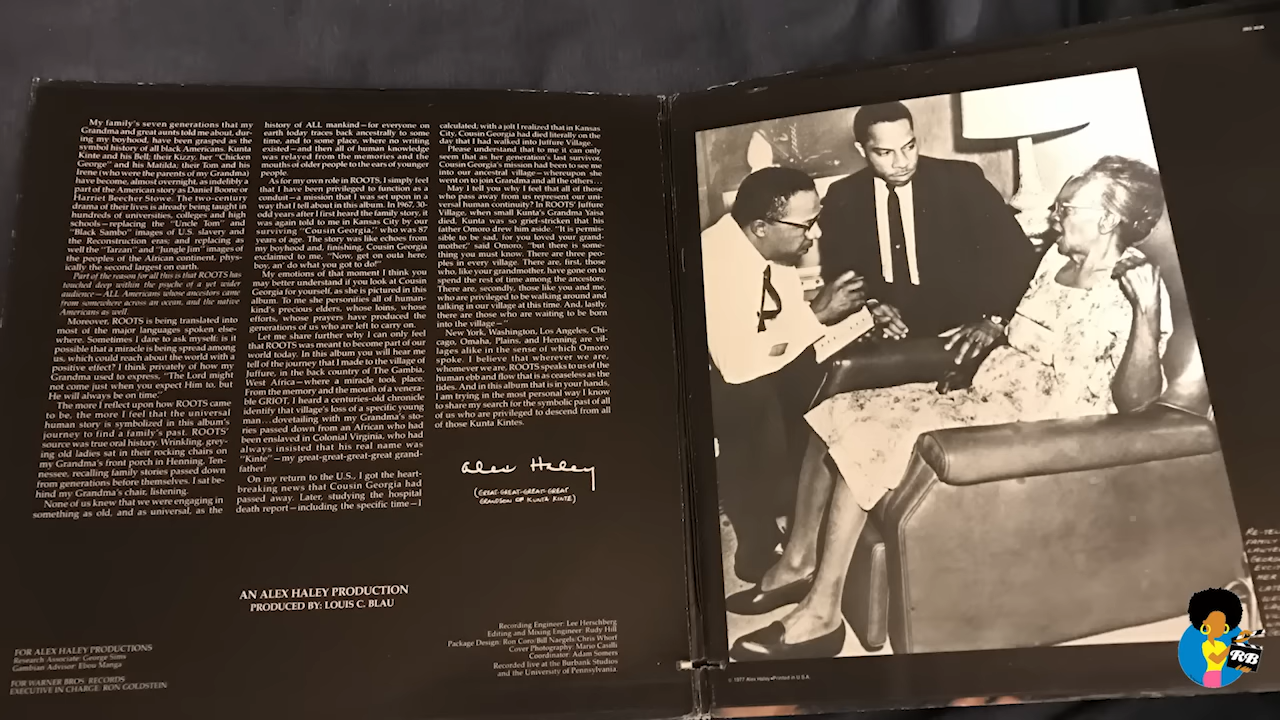 My family's seven generations that my
Grandma and great aunts told me about, dur-
ing my boyhood, have been grasped as the
symbol history of all black Americans. Kunta
Kinte and his Bell; their Kizzy, her "Chicken
George" and his Matilda; their Tom and his
Irene (who were the parents of my Grandma)
have become, almost overnight, as indelibly a
part of the American story as Daniel Boone or
Harriet Beecher Stowe. The two-century
drama of their lives is already being taught in
hundreds of universities, colleges and high
schools—replacing the "Uncle Tom" and
"Black Sambo" images of U.S. slavery and
the Reconstruction eras; and replacing as
well the "Tarzan" and "Jungle Jim" images of
the peoples of the African continent, phys-
ically the second largest on earth.
Part of the reason for all this is that ROOTS has
touched deep within the psyche of a yet wider
audience—ALL Americans whose ancestors came
from somewhere across an ocean, and the native
Americans as well.
Moreover, ROOTS is being translated into
most of the major languages spoken else-
where. Sometimes I dare to ask myself: is it
possible that a miracle is being spread among
us, which could reach about the world with a
positive effect? I think privately of how my
Grandma used to express, "The Lord might
not come just when you expect Him to, but
He will always be on time."
The more I reflect upon how ROOTS came
to be, the more I feel that the universal
human story is symbolized in this album's
journey to find a family's past. ROOTS'
source was true oral history. Wrinkling, grey-
ing old ladies sat in their rocking chairs on
my Grandma's front porch in Henning, Ten-
nessee, recalling family stories passed down
from generations before themselves. I sat be-
hind my Grandma's chair, listening.
None of us knew that we were engaging in
something as old, and as universal, as the
history of ALL mankind—for everyone on
earth today traces back ancestrally to some
time, and to some place, where no writing
existed—and then all of human knowledge
was relayed from the memories and the
mouths of older people to the ears of younger
people.
As for my own role in ROOTS, I simply feel
that I have been privileged to function as a
conduit—a mission that I was set upon in a
way that I tell about in this album. In 1967, 30-
odd years after I first heard the family story, it
was again told to me in Kansas City by our
surviving "Cousin Georgia," who was 87
years of age. The story was like echoes from
my boyhood and, finishing, Cousin Georgia
exclaimed to me, "Now, get on outa here,
boy, an' do what you got to do!"
My emotions of that moment I think you
may better understand if you look at Cousin
Georgia for yourself, as she is pictured in this
album. To me she personifies all of human-
kind's precious elders, whose loins, whose
efforts, whose prayers have produced the
generations of us who are left to carry on.
Let me share further why I can only feel
that ROOTS was meant to become part of our
world today. In this album you will hear me
tell of the journey that I made to the village of
Juffure, in the back country of The Gambia,
West Africa—where a miracle took place.
From the memory and the mouth of a venera-
ble GRIOT, I heard a centuries-old chronicle
identify that village's loss of a specific young
man...dovetailing with my Grandma's sto-
ries passed down from an African who had
been enslaved in Colonial Virginia, who had
always insisted that his real name was
"Kinte"—my great-great-great-great grand-
father!
On my return to the U.S., I got the heart-
breaking news that Cousin Georgia had
passed away. Later, studying the hospital
death report—including the specific time—I
calculated; with a jolt I realized that in Kansas
City, Cousin Georgia had died literally on the
day that I had walked into Juffure Village.
Please understand that to me it can only
seem that as her generation's last survivor,
Cousin Georgia's mission had been to see me
into our ancestral village—whereupon she
went on to join Grandma and all the others...
May I tell you why I feel that all of those
who pass away from us represent our uni-
versal human continuity? In ROOTS' Juffure
Village, when small Kunta's Grandma Yaisa
died, Kunta was so grief-stricken that his
father Omoro drew him aside. "It is permis-
sible to be sad, for you loved your grand-
mother," said Omoro, "but there is some-
thing you must know. There are three peo-
ples in every village. There are, first, those
who, like your grandmother, have gone on to
spend the rest of time among the ancestors.
There are, secondly, those like you and me,
who are privileged to be walking around and
talking in our village at this time. And, lastly,
there are those who are waiting to be born
into the village—"
New York, Washington, Los Angeles, Chi-
cago, Omaha, Plains, and Henning are vil-
lages alike in the sense of which Omoro
spoke. I believe that wherever we are,
whomever we are, ROOTS speaks to us of the
human ebb and flow that is as ceaseless as the
tides. And in this album that is in your hands,
I am trying in the most personal way I know
to share my search for the symbolic past of all
of us who are privileged to descend from all
of those Kunta Kintes.
Alex Haley
(GREAT-GREAT-GREAT-GREAT
GRANDSON OF KUNTA KINTE)
AN ALEX HALEY PRODUCTION
PRODUCED BY: LOUIS C. BLAU
FOR ALEX HALEY PRODUCTIONS
Research Associate: George Sims
Gambian Advisor: Ebou Manga
FOR WARNER BROS. RECORDS
EXECUTIVE IN CHARGE: RON GOLDSTEIN
Recording Engineer: Lee Herschberg
Editing and Mixing Engineer: Rudy Hill
Package Design: Ron Coro/Bill Naegels/Chris Whorf
Cover Photography: Mario Casilli
Coordinator: Adam Somers
Recorded live at the Burbank Studios
and the University of Pennsylvania
© 1977 Alex Haley•Printed in U.S.A.
RE-TEL
FAMILY
GEORG
EXCIT
HER
LATE
RB